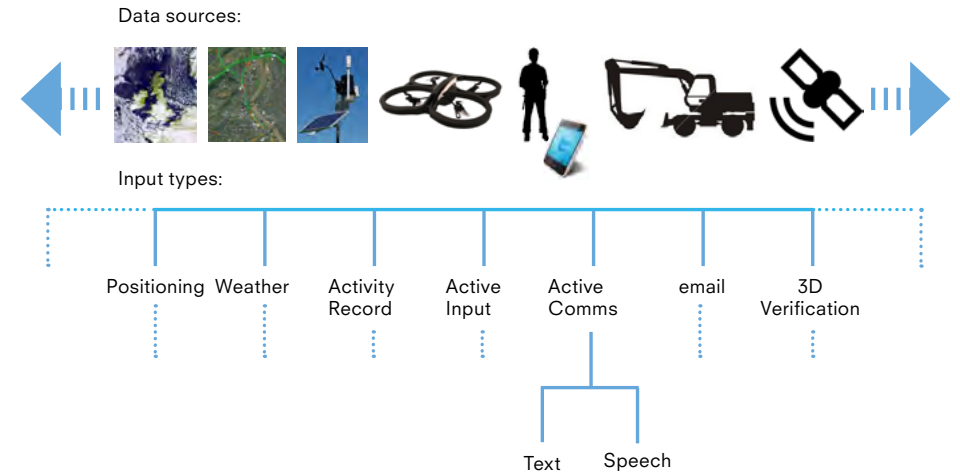 Data sources:
Input types:
Positioning Weather Activity Active Active email 3D
Record Input Comms Verification
Text Speech